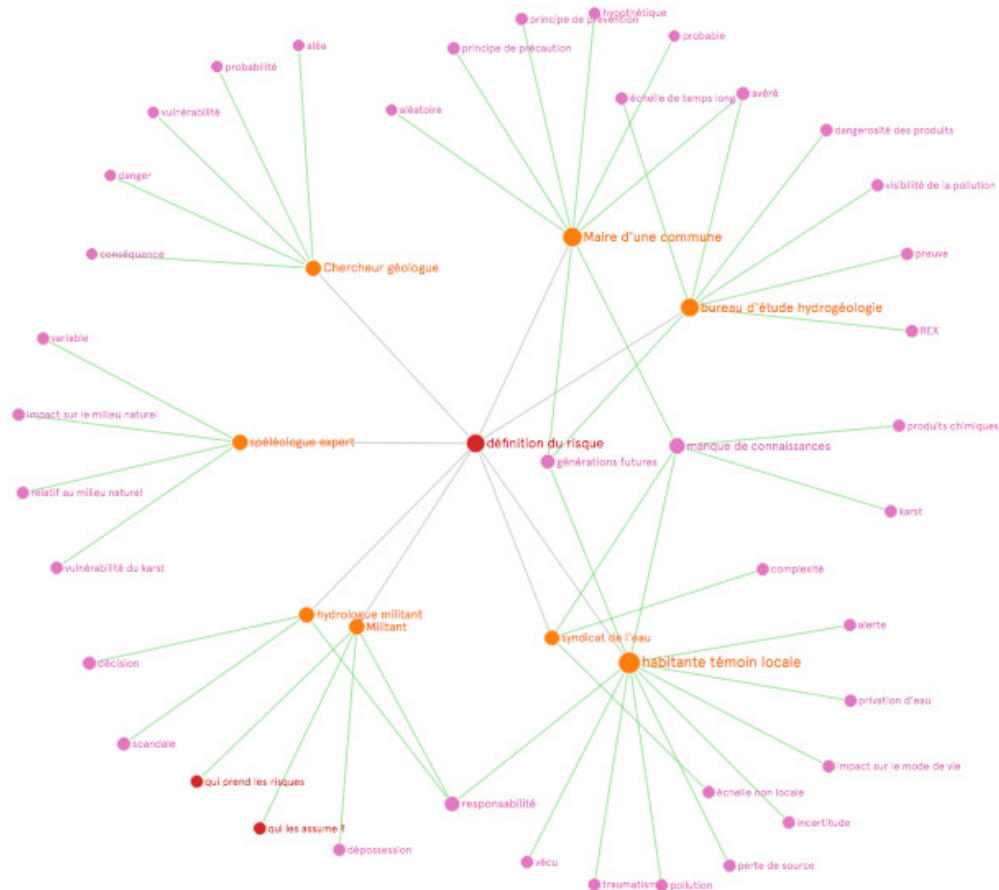 hypothétique
principe de prévention
probable
principe de précaution
aléa
probabilité
échelle de temps long
avéré
aléatoire
vulnérabilité
dangerosité des produits
danger
visibilité de la pollution
Maire d'une commune
conséquence
preuve
Chercheur géologue
bureau d'étude hydrogéologie
REX
variable
impact sur le milieu naturel
produits chimiques
spéléologue expert
définition du risque
manque de connaissances
générations futures
relatif au milieu naturel
karst
vulnérabilité du karst
complexité
hydrologue militant
Militant
alerte
syndicat de l'eau
décision
habitante témoin locale
privation d'eau
scandale
impact sur le mode de vie
qui prend les risques
échelle non locale
responsabilité
incertitude
qui les assume ?
dépossession
vécu
perte de source
traumatism
pollution